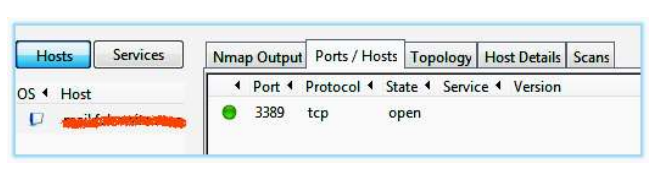 Hosts Services Nmap Output Ports / Hosts Topology Host Details Scans
OS Host Port Protocol State Service Version
3389 tcp open